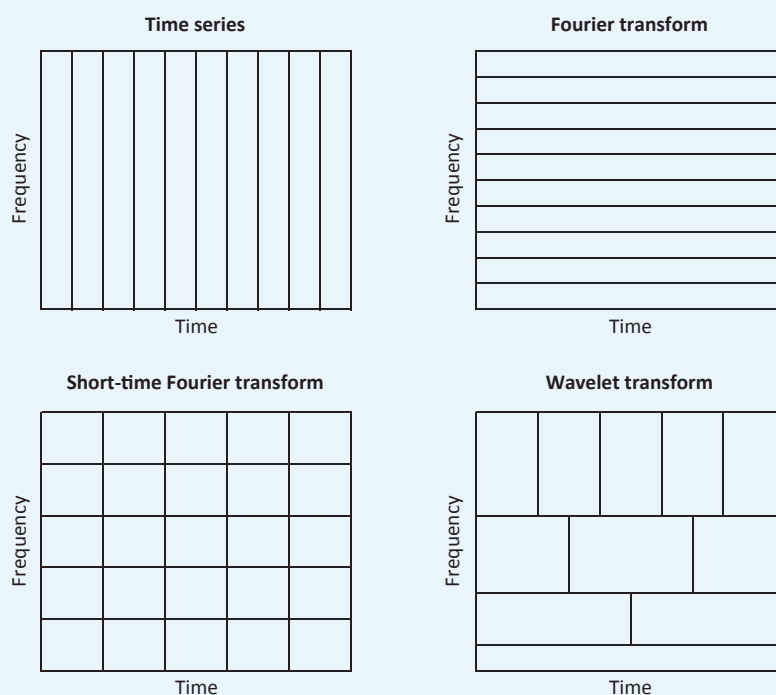 Time series
Frequency
Time
Fourier transform
Frequency
Time
Short-time Fourier transform
Frequency
Time
Wavelet transform
Frequency
Time